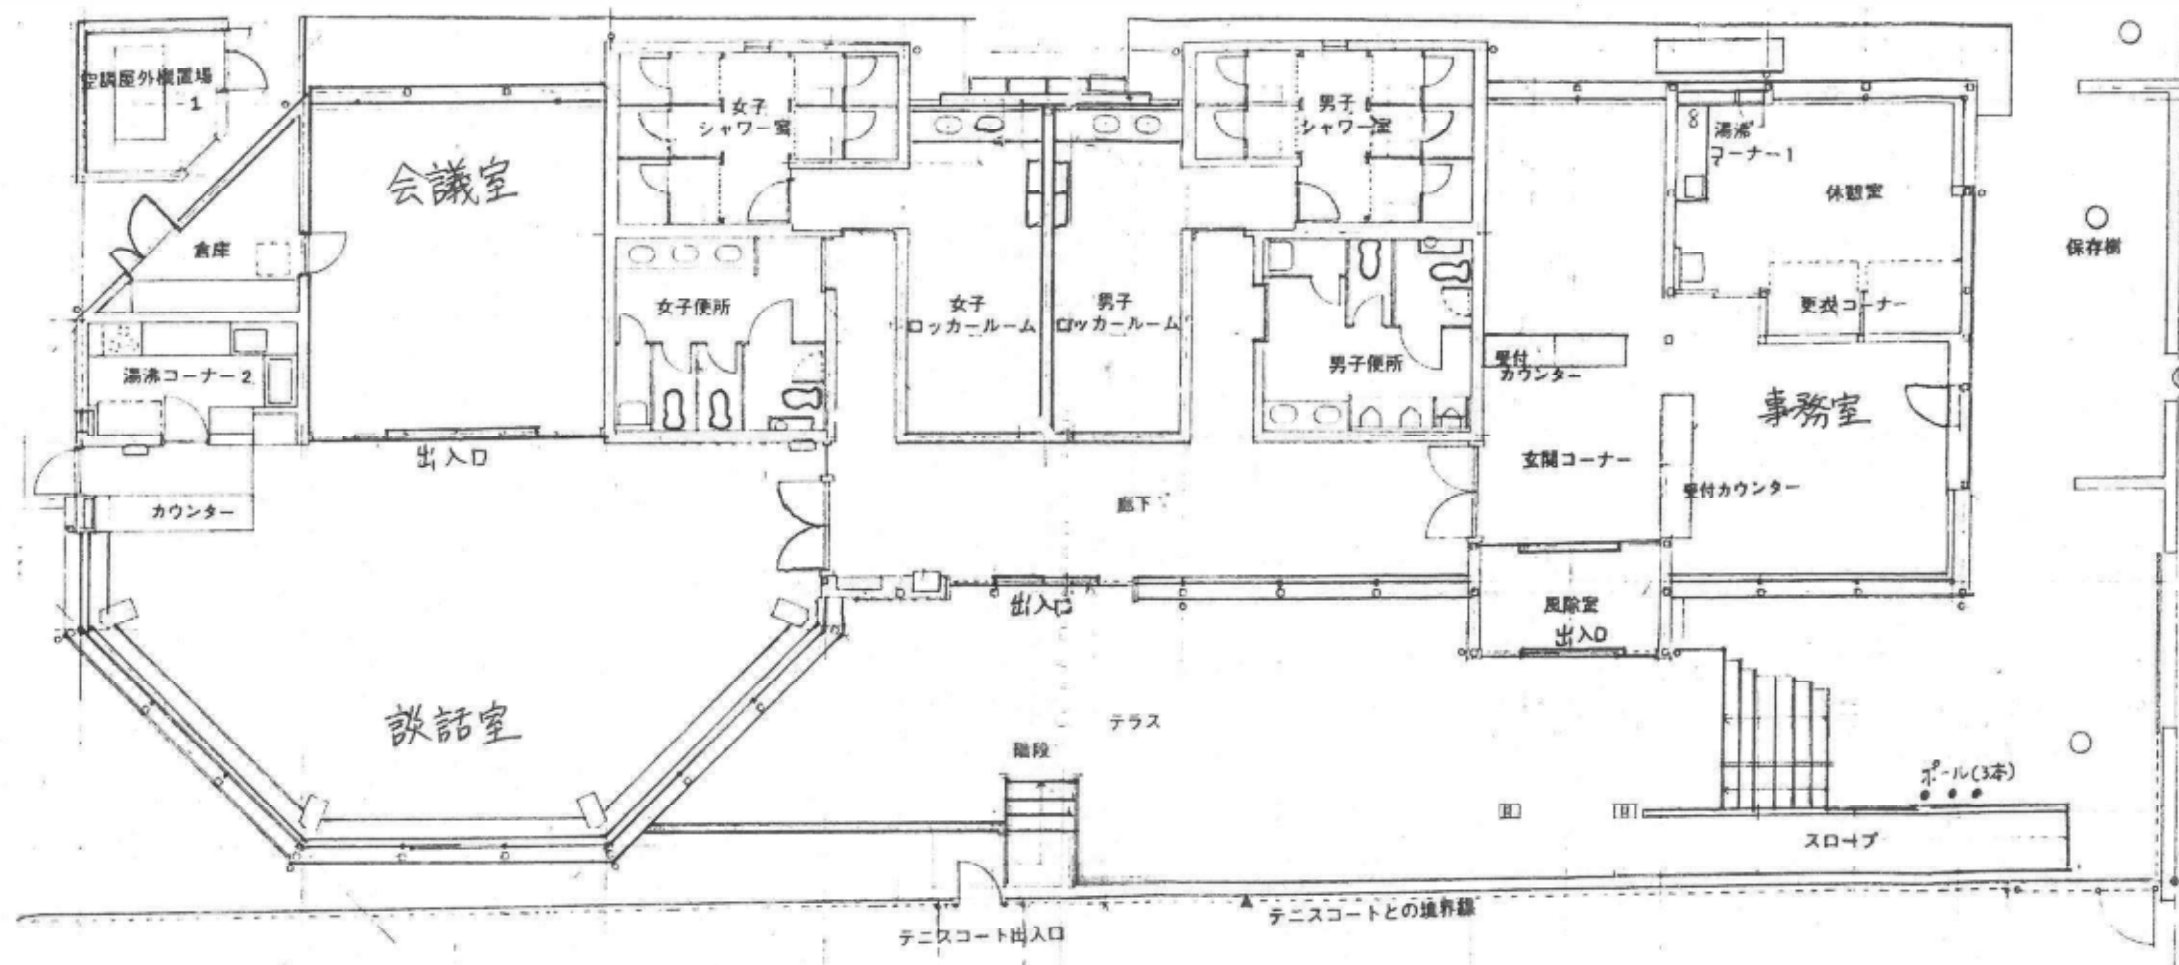 空調屋外機置場
1
会議室
倉庫
湯沸コーナー2
出入口
カウンター
談話室
女子
シャワー室
女子便所
女子
ロッカールーム
男子
ロッカールーム
男子
シャワー室
男子便所
廊下
出入口
テラス
階段
湯沸
コーナー1
休憩室
更衣コーナー
受付
カウンター
事務室
玄関コーナー
受付カウンター
風除室
出入口
保存樹
ポール(3本)
スロープ
テニスコートとの境界線
テニスコート出入口